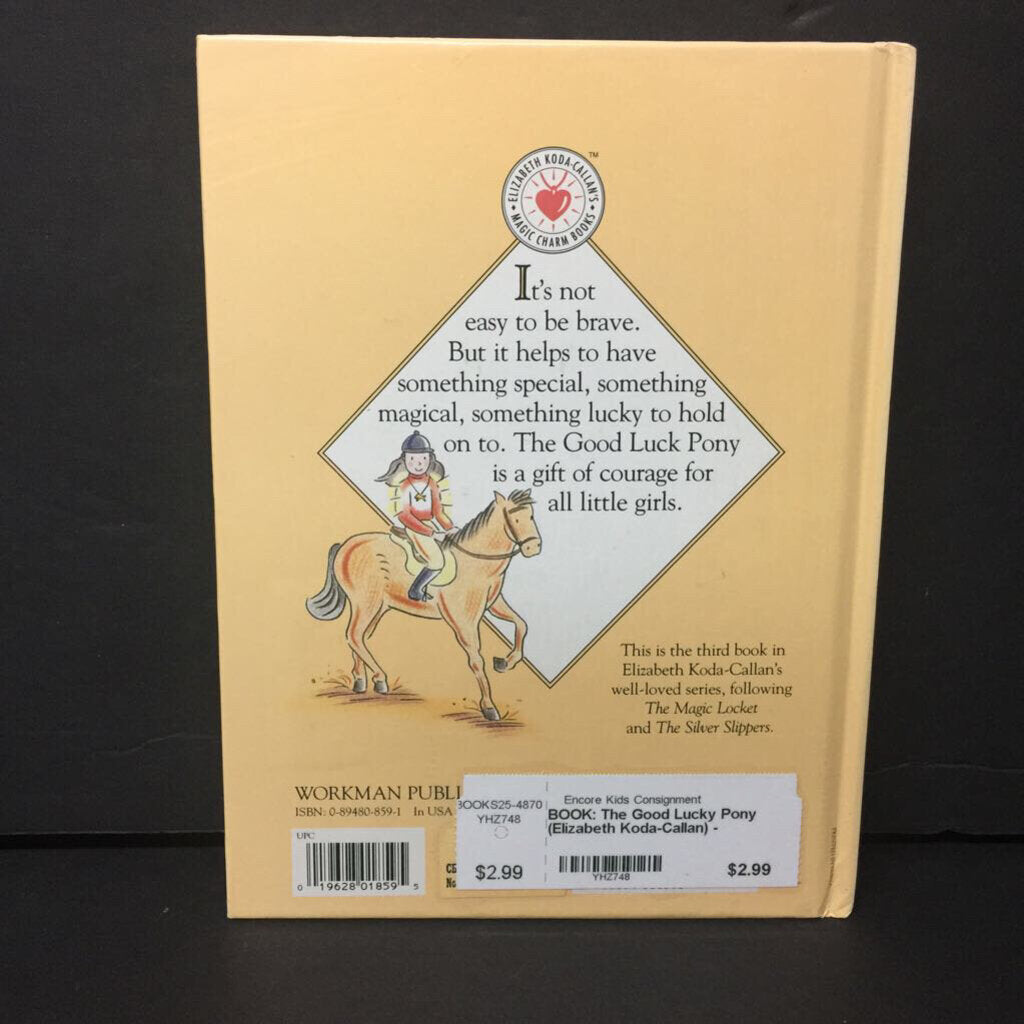 ELIZABETH KODA-CALLAN'S
• MAGIC CHARM BOOKS •
TM
It's not
easy to be brave.
But it helps to have
something special, something
magical, something lucky to hold
on to. The Good Luck Pony
is a gift of courage for
all little girls.
This is the third book in
Elizabeth Koda-Callan's
well-loved series, following
The Magic Locket
and The Silver Slippers.
WORKMAN PUBLI
ISBN: 0-89480-859-1 In USA
UPC
0 19628 01859 5
BOOKS25-4870
YHZ748
$2.99
Encore Kids Consignment
BOOK: The Good Lucky Pony
(Elizabeth Koda-Callan) -
YHZ748
$2.99